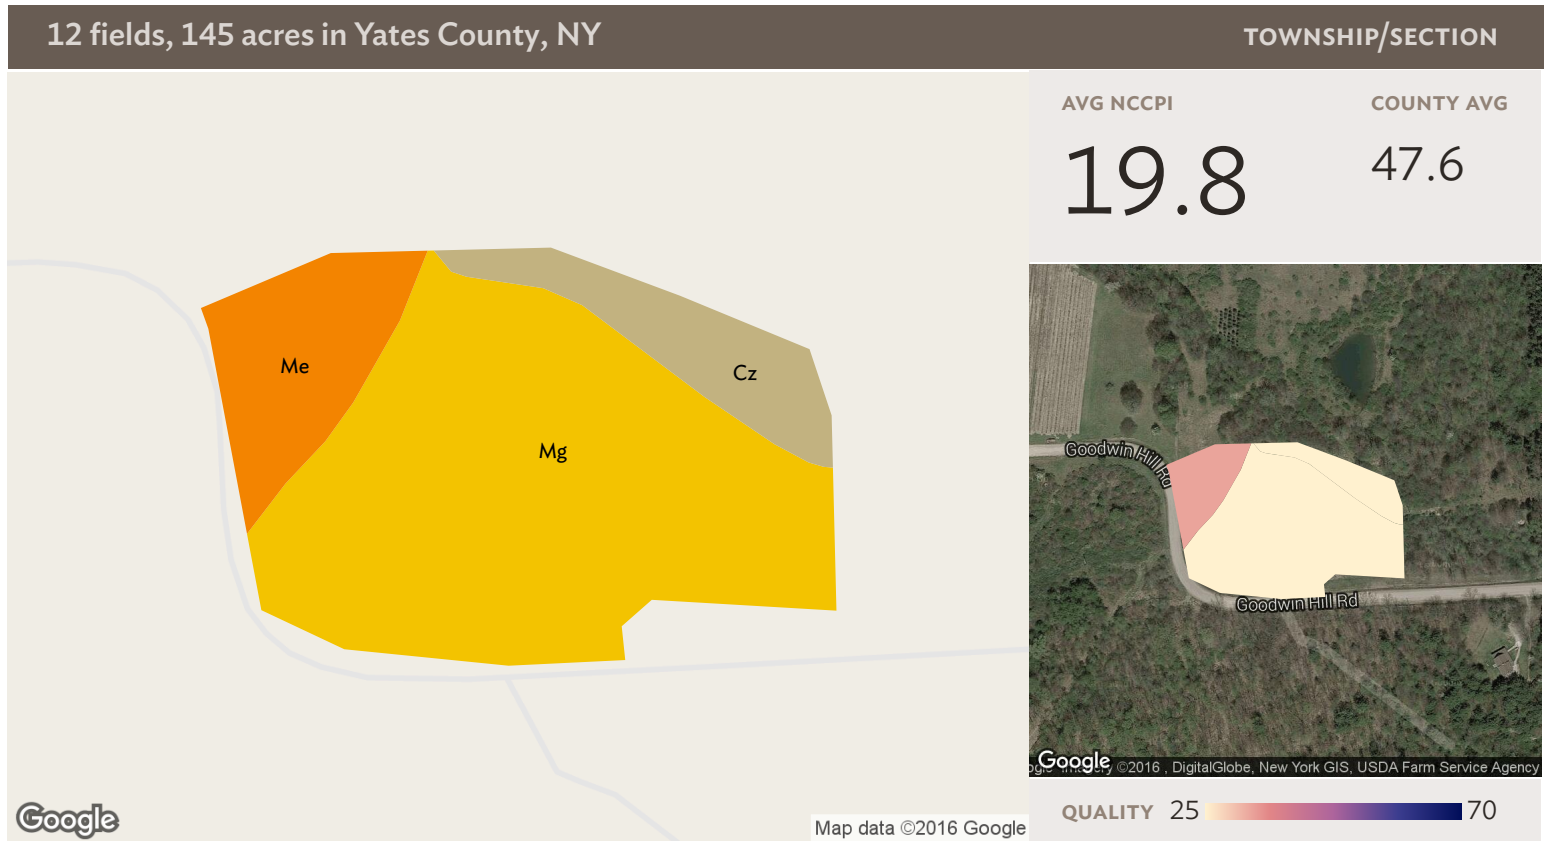 12 fields, 145 acres in Yates County, NY
TOWNSHIP/SECTION
AVG NCCPI
COUNTY AVG
19.8
47.6
Me
Cz
Mg
Goodwin Hill Rd
Goodwin Hill Rd
Google
©2016 , DigitalGlobe, New York GIS, USDA Farm Service Agency
QUALITY 25 70
Google
Map data ©2016 Google